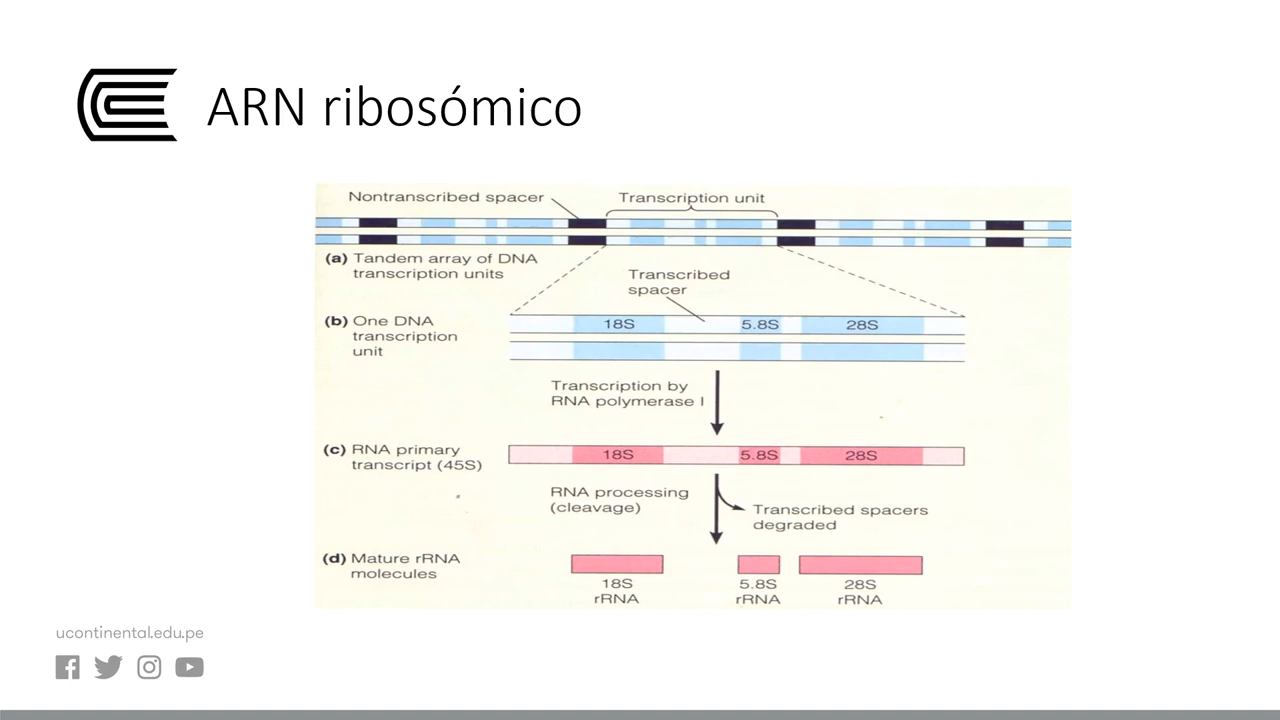 ARN ribosómico
Nontranscribed spacer
Transcription unit
(a) Tandem array of DNA
transcription units
Transcribed
spacer
(b) One DNA
transcription
unit
18S 5.8S 28S
Transcription by
RNA polymerase I
(c) RNA primary
transcript (45S)
18S 5.8S 28S
RNA processing
(cleavage)
Transcribed spacers
degraded
(d) Mature rRNA
molecules
18S
rRNA
5.8S
rRNA
28S
rRNA
ucontinental.edu.pe